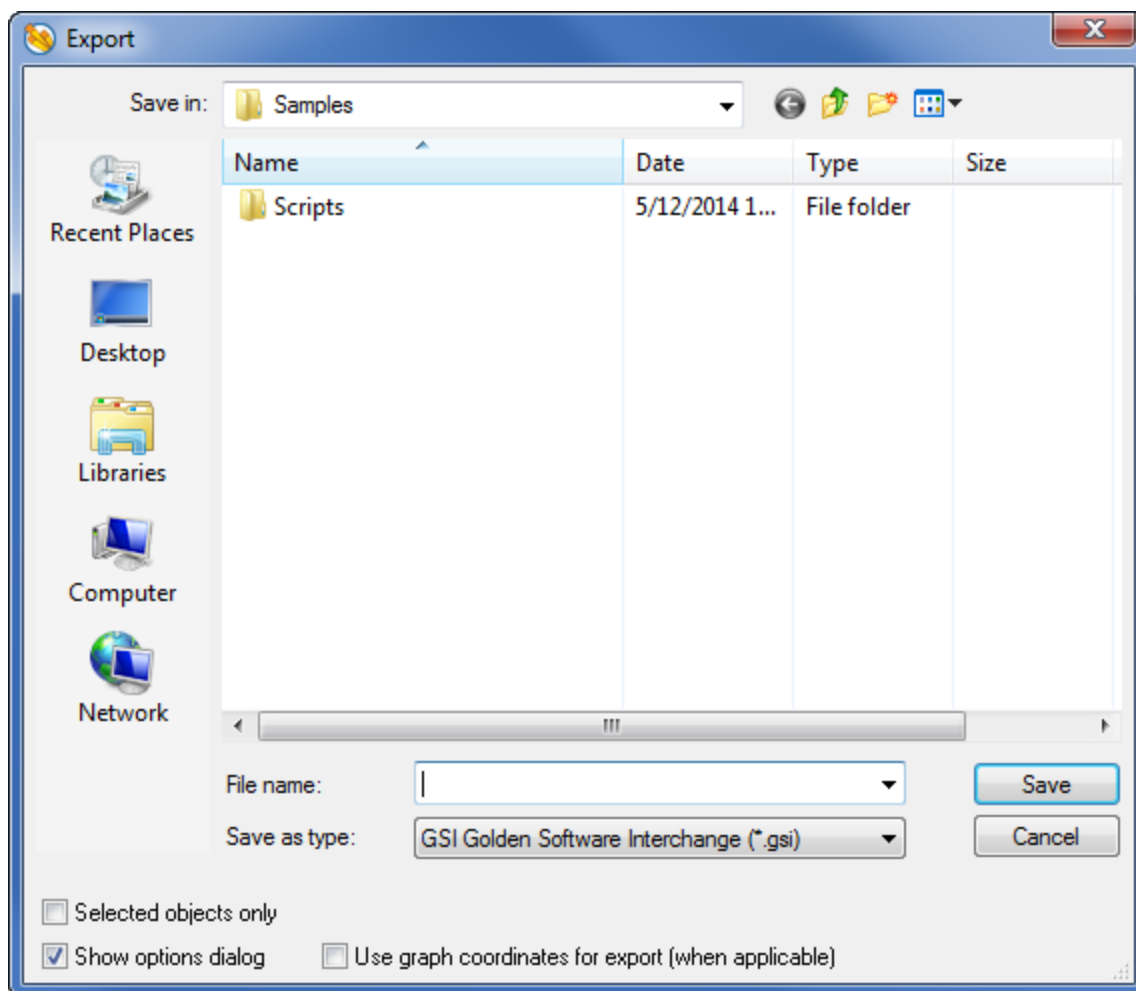 Export
Save in: Samples
Name Date Type Size
Scripts 5/12/2014 1... File folder
Recent Places
Desktop
Libraries
Computer
Network
File name: Save
Save as type: GSI Golden Software Interchange (*.gsi) Cancel
Selected objects only
Show options dialog Use graph coordinates for export (when applicable)